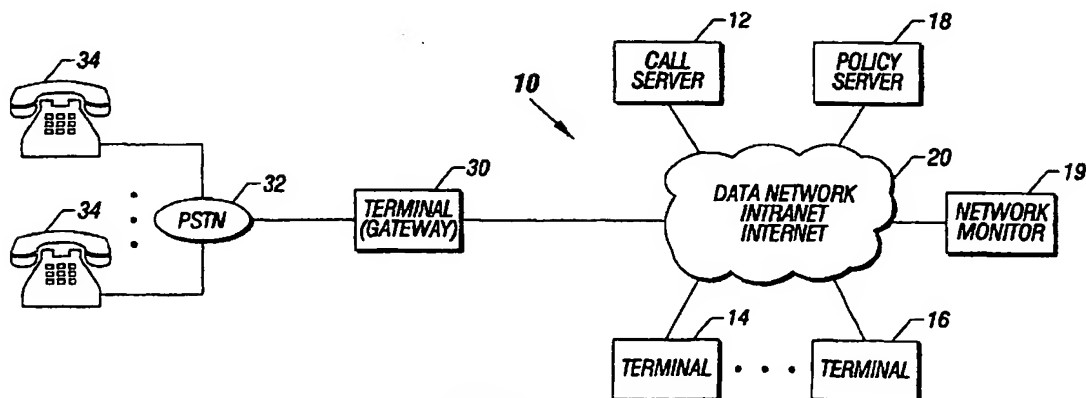 12
18
34
CALL
SERVER
POLICY
SERVER
10
30
20
19
32
34
PSTN
TERMINAL
(GATEWAY)
DATA NETWORK
INTRANET
INTERNET
NETWORK
MONITOR
14
16
TERMINAL
TERMINAL